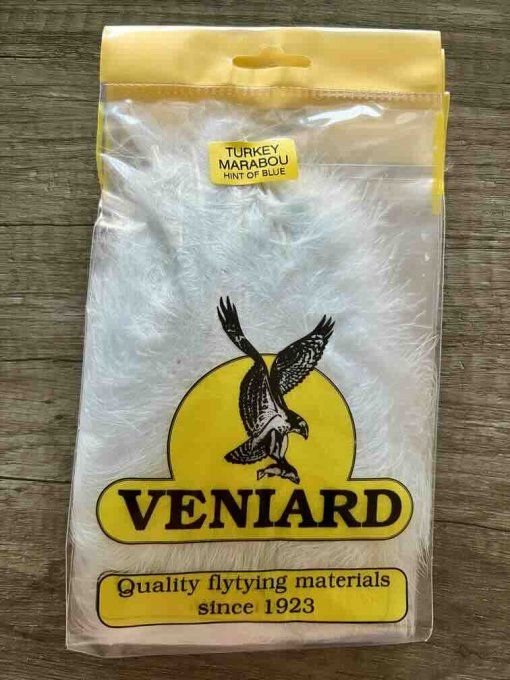 TURKEY
MARABOU
HINT OF BLUE
VENIARD
Quality flytying materials
since 1923